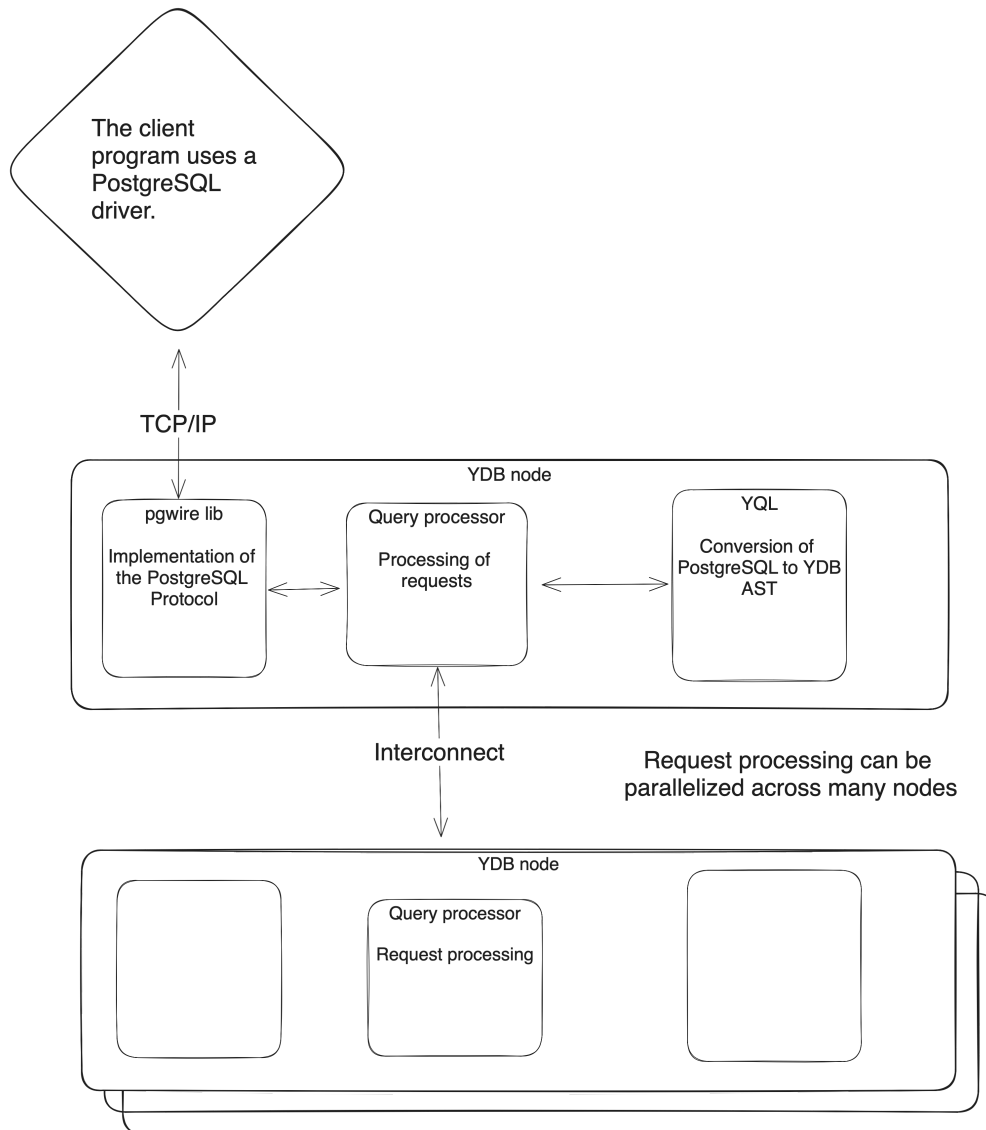 The client
program uses a
PostgreSQL
driver.
TCP/IP
YDB node
pgwire lib
Implementation of
the PostgreSQL
Protocol
Query processor
Processing of
requests
YQL
Conversion of
PostgreSQL to YDB
AST
Interconnect
Request processing can be
parallelized across many nodes
YDB node
Query processor
Request processing